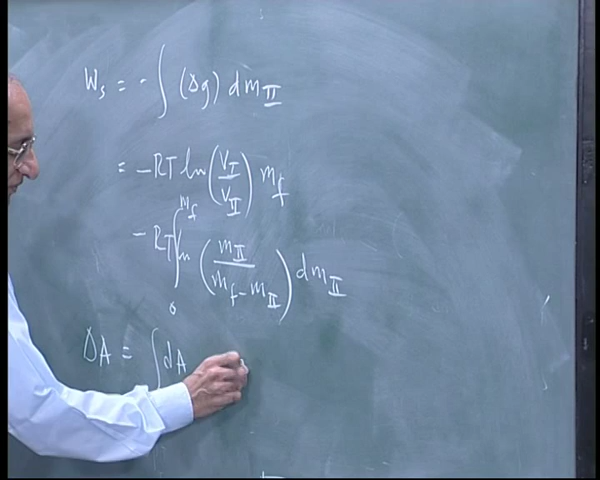 W_s = - ∫ (Δg) dm_II
= - RT ln (V_I / V_II) m_f
- RT ∫_0^{m_f} ln (m_II / (m_f - m_II)) dm_II
ΔA = ∫ dA